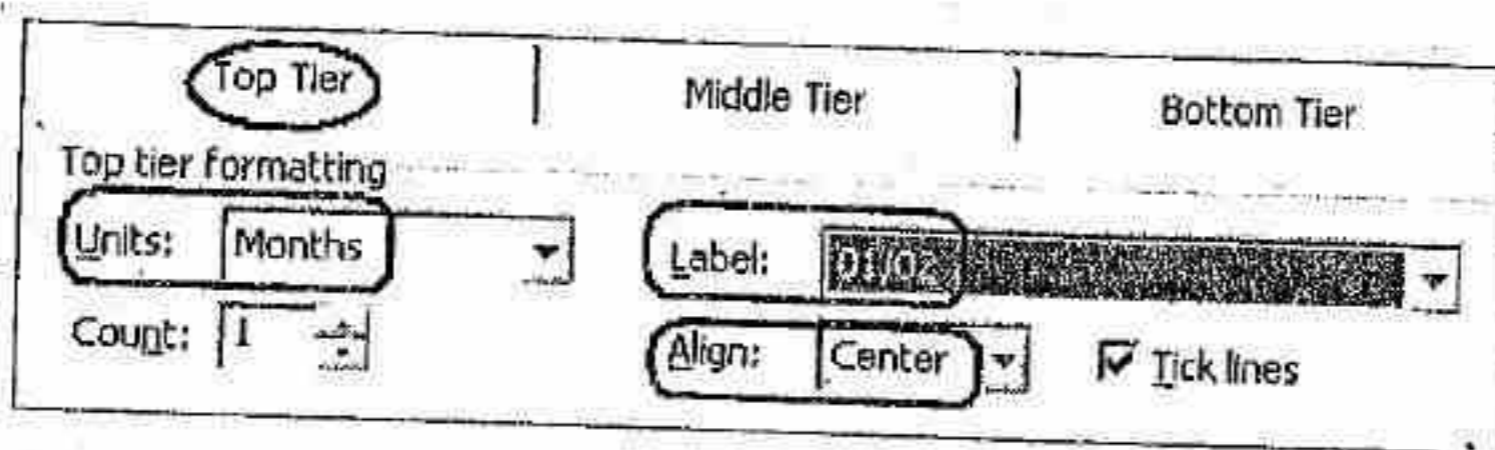 Top Tier Middle Tier Bottom Tier
Top tier formatting
Units: Months Label:
Count: 1 Align: Center Tick lines